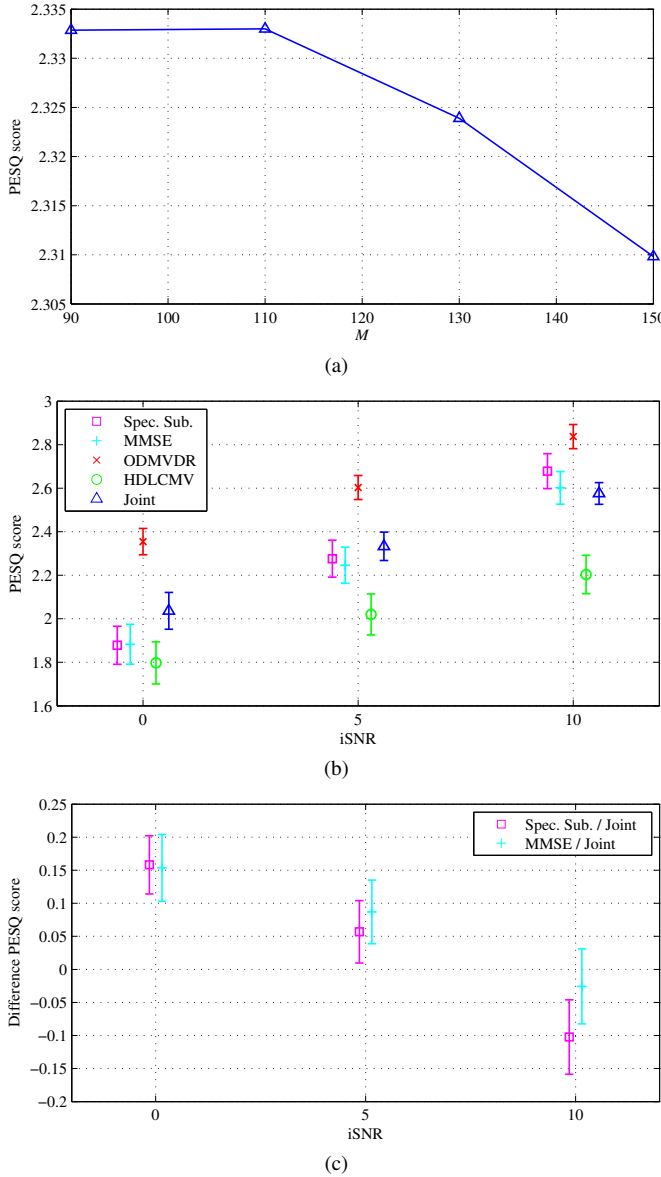 2.335
2.33
2.325
2.32
2.315
2.31
2.305
PESQ score
90 100 110 120 130 140 150
M
(a)
3
2.8
2.6
2.4
2.2
2
1.8
1.6
PESQ score
Spec. Sub.
MMSE
ODMVDR
HDLCMV
Joint
0 5 10
iSNR
(b)
0.25
0.2
0.15
0.1
0.05
0
−0.05
−0.1
−0.15
−0.2
Difference PESQ score
Spec. Sub. / Joint
MMSE / Joint
0 5 10
iSNR
(c)